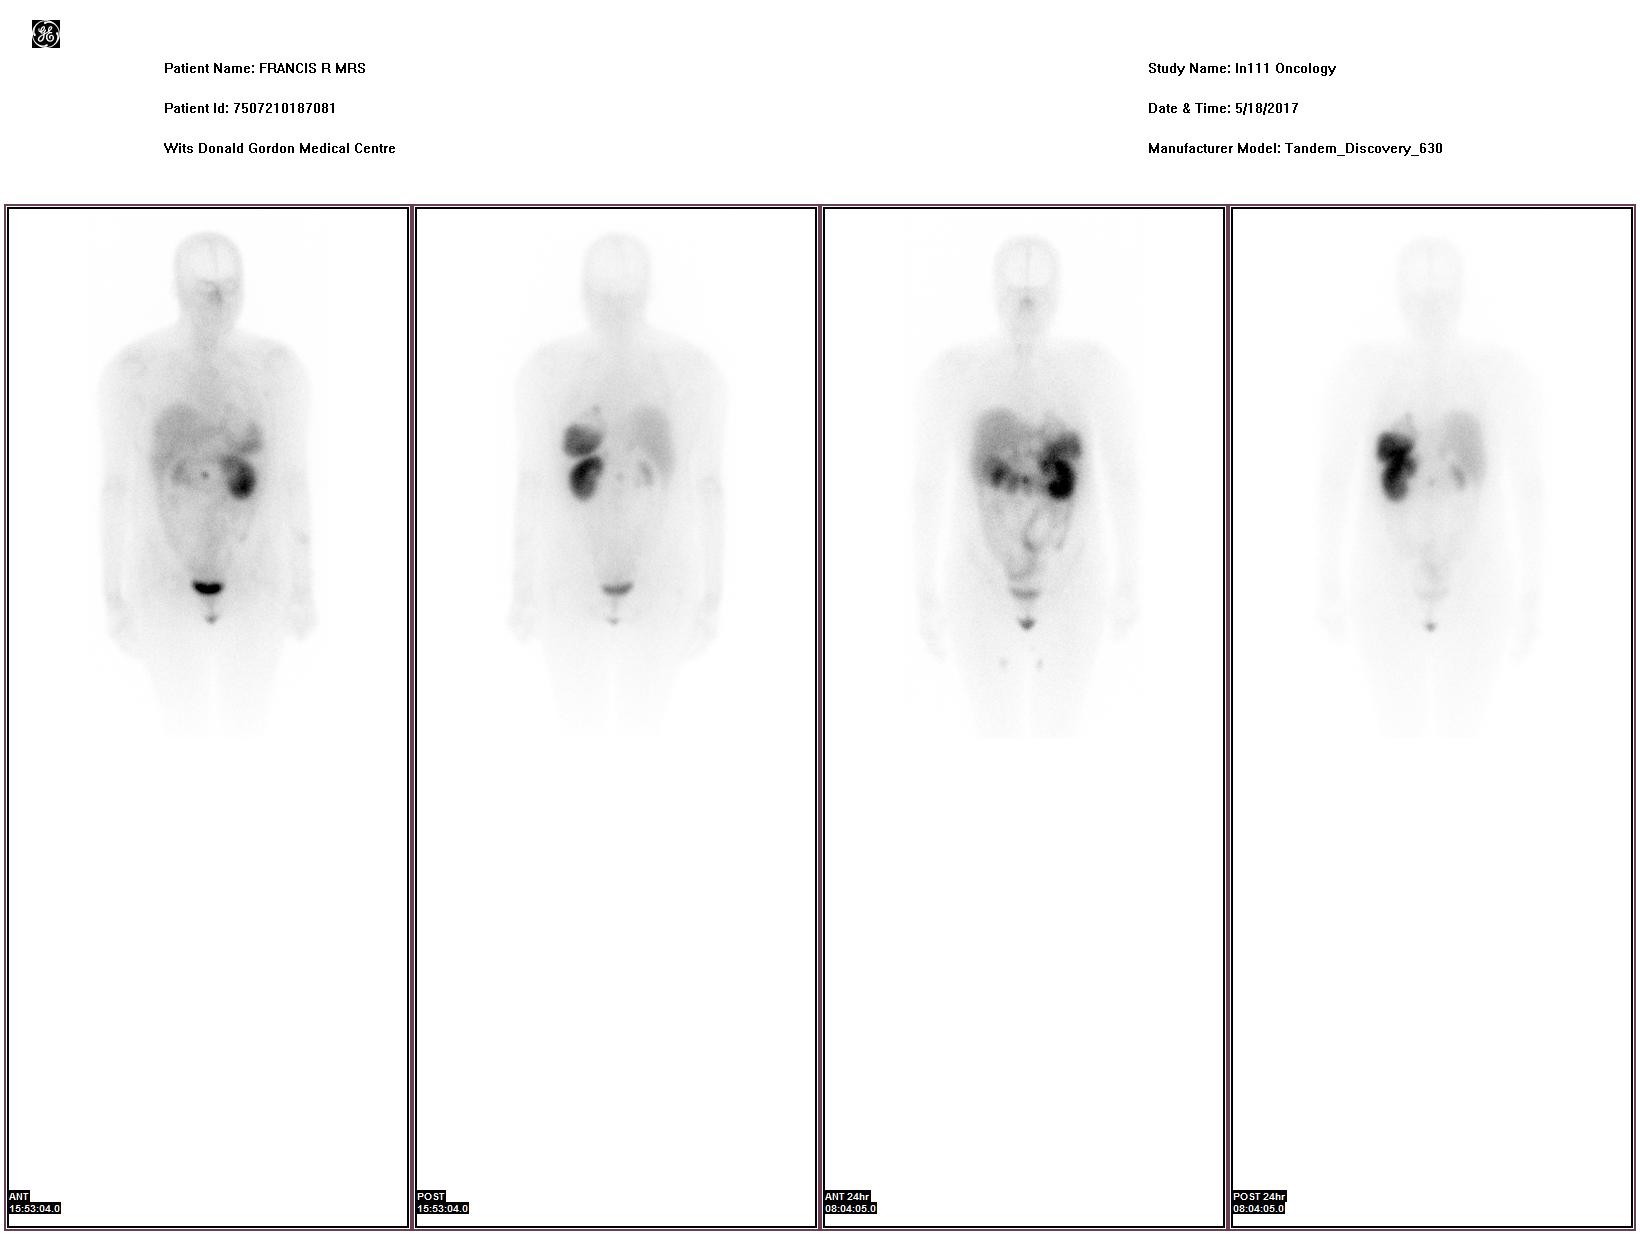 GE
Patient Name: FRANCIS R MRS
Study Name: In111 Oncology
Patient Id: 7507210187081
Date & Time: 5/18/2017
Wits Donald Gordon Medical Centre
Manufacturer Model: Tandem_Discovery_630
ANT
15:53:04.0
POST
15:53:04.0
ANT 24hr
08:04:05.0
POST 24hr
08:04:05.0